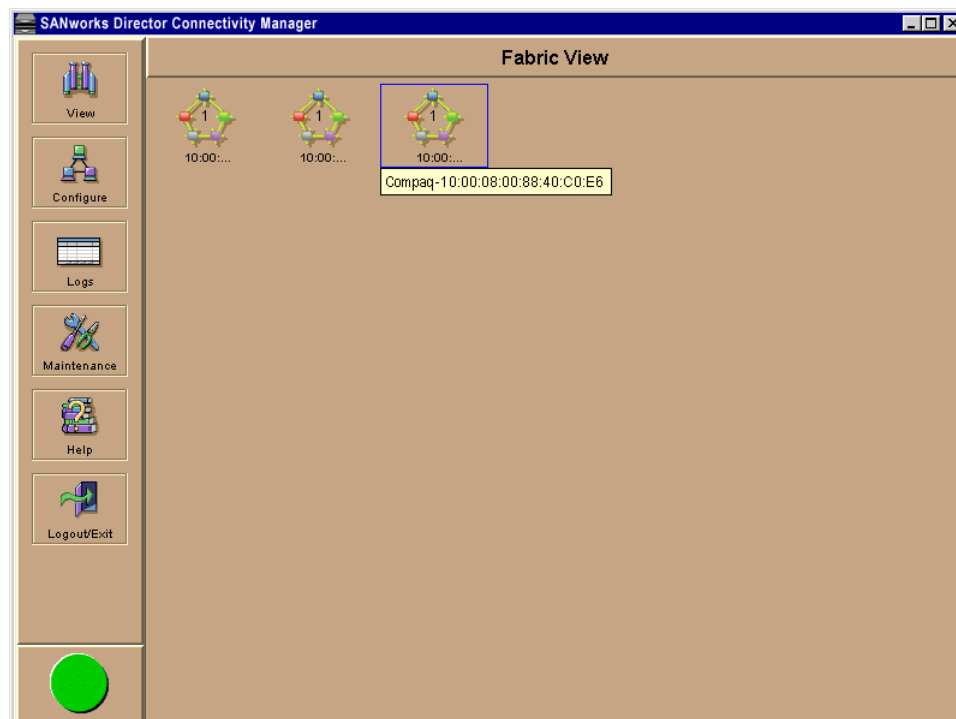 SANworks Director Connectivity Manager
Fabric View
View
Configure
Logs
Maintenance
Help
Logout/Exit
1
1
1
10:00:...
10:00:...
10:00:...
Compaq-10:00:08:00:88:40:C0:E6